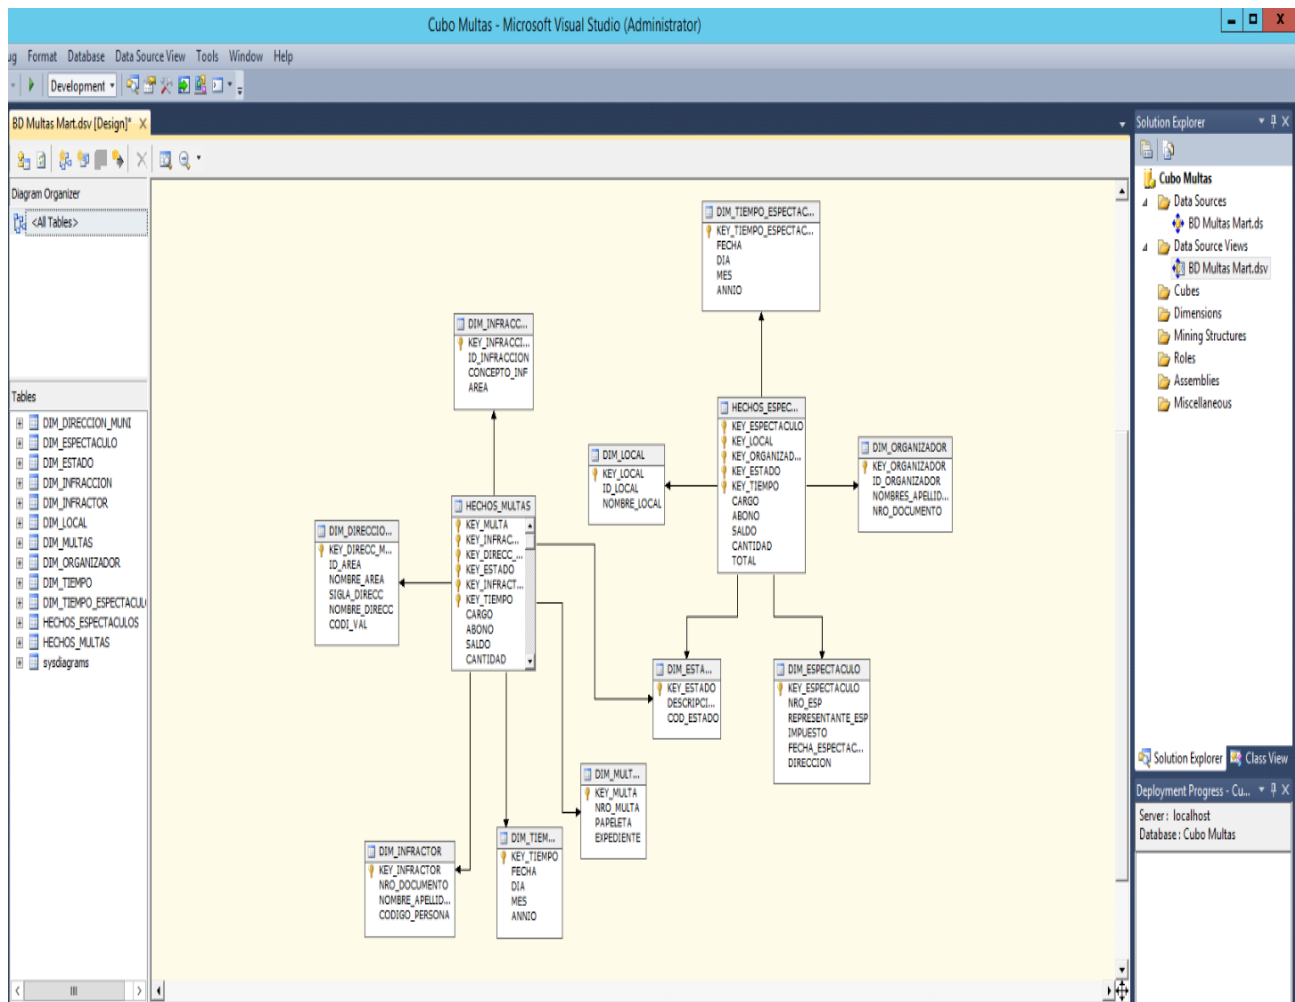 Cubo Multas - Microsoft Visual Studio (Administrator)
ug Format Database Data Source View Tools Window Help
Development
BD Multas Mart.dsv [Design]*
Diagram Organizer
<All Tables>
Tables
DIM_DIRECCION_MUNI
DIM_ESPECTACULO
DIM_ESTADO
DIM_INFRACCION
DIM_INFRACTOR
DIM_LOCAL
DIM_MULTAS
DIM_ORGANIZADOR
DIM_TIEMPO
DIM_TIEMPO_ESPECTACUL
HECHOS_ESPECTACULOS
HECHOS_MULTAS
sysdiagrams
DIM_TIEMPO_ESPECTAC...
KEY_TIEMPO_ESPECTAC...
FECHA
DIA
MES
ANNIO
DIM_INFRACC...
KEY_INFRACCI...
ID_INFRACCION
CONCEPTO_INF
AREA
HECHOS_ESPEC...
KEY_ESPECTACULO
KEY_LOCAL
KEY_ORGANIZAD...
KEY_ESTADO
KEY_TIEMPO
CARGO
ABONO
SALDO
CANTIDAD
TOTAL
DIM_LOCAL
KEY_LOCAL
ID_LOCAL
NOMBRE_LOCAL
DIM_ORGANIZADOR
KEY_ORGANIZADOR
ID_ORGANIZADOR
NOMBRES_APELLID...
NRO_DOCUMENTO
HECHOS_MULTAS
KEY_MULTA
KEY_INFRAC...
KEY_DIRECC_...
KEY_ESTADO
KEY_INFRACT...
KEY_TIEMPO
CARGO
ABONO
SALDO
CANTIDAD
DIM_DIRECCIO...
KEY_DIRECC_M...
ID_AREA
NOMBRE_AREA
SIGLA_DIRECC
NOMBRE_DIRECC
CODI_VAL
DIM_ESTA...
KEY_ESTADO
DESCRIPCI...
COD_ESTADO
DIM_ESPECTACULO
KEY_ESPECTACULO
NRO_ESP
REPRESENTANTE_ESP
IMPUESTO
FECHA_ESPECTAC...
DIRECCION
DIM_MULT...
KEY_MULTA
NRO_MULTA
PAPELETA
EXPEDIENTE
DIM_TIEM...
KEY_TIEMPO
FECHA
DIA
MES
ANNIO
DIM_INFRACTOR
KEY_INFRACTOR
NRO_DOCUMENTO
NOMBRE_APELLID...
CODIGO_PERSONA
Solution Explorer
Cubo Multas
Data Sources
BD Multas Mart.ds
Data Source Views
BD Multas Mart.dsv
Cubes
Dimensions
Mining Structures
Roles
Assemblies
Miscellaneous
Solution Explorer Class View
Deployment Progress - Cu...
Server : localhost
Database : Cubo Multas